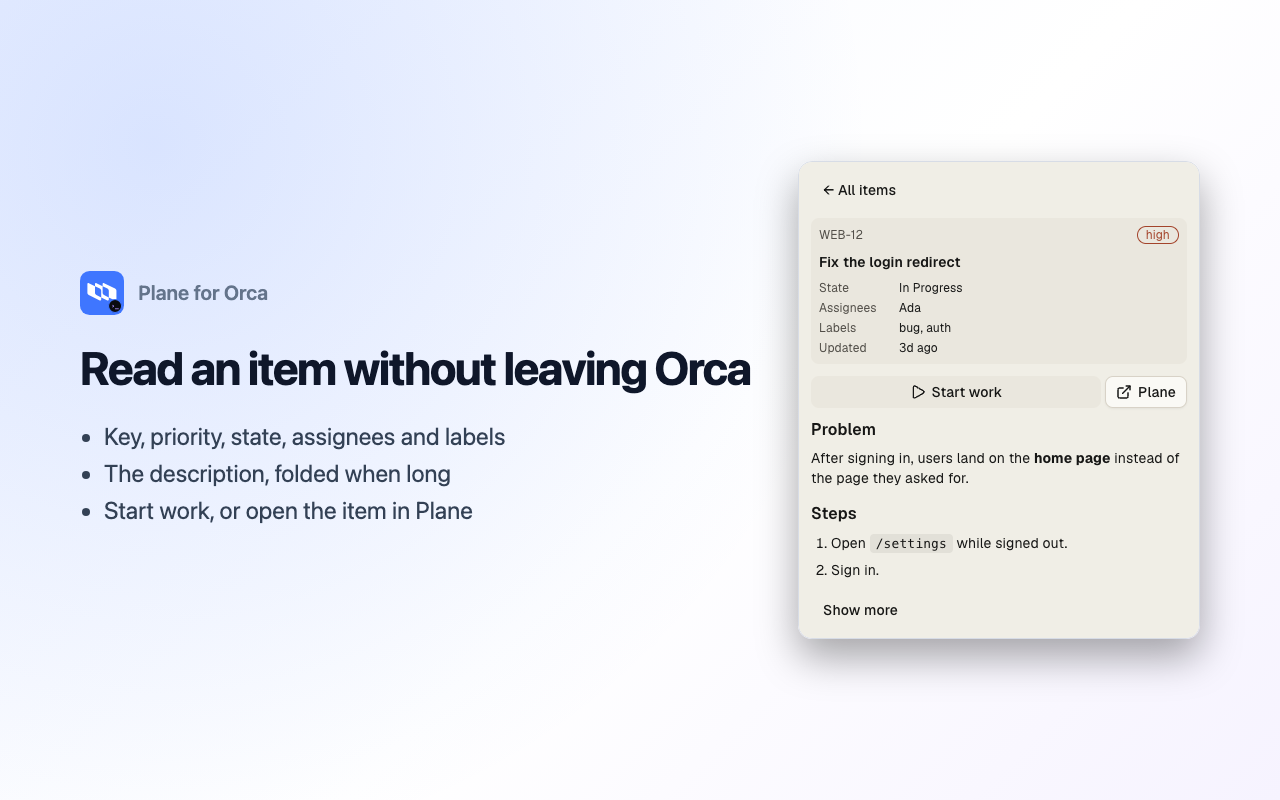 Plane for Orca
Read an item without leaving Orca
• Key, priority, state, assignees and labels
• The description, folded when long
• Start work, or open the item in Plane
← All items
WEB-12 high
Fix the login redirect
State In Progress
Assignees Ada
Labels bug, auth
Updated 3d ago
Start work Plane
Problem
After signing in, users land on the home page instead of
the page they asked for.
Steps
1. Open /settings while signed out.
2. Sign in.
Show more